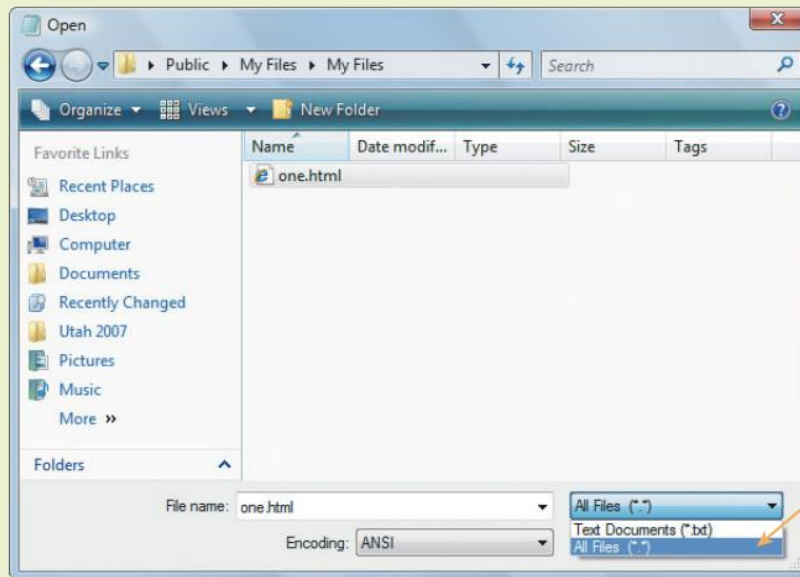 Open
Public ▸ My Files ▸ My Files
Search
Organize Views New Folder
Favorite Links
Name Date modif... Type Size Tags
one.html
Recent Places
Desktop
Computer
Documents
Recently Changed
Utah 2007
Pictures
Music
More »
Folders
File name: one.html All Files (*.*)
Encoding: ANSI
Text Documents (*.txt)
All Files (*.*)